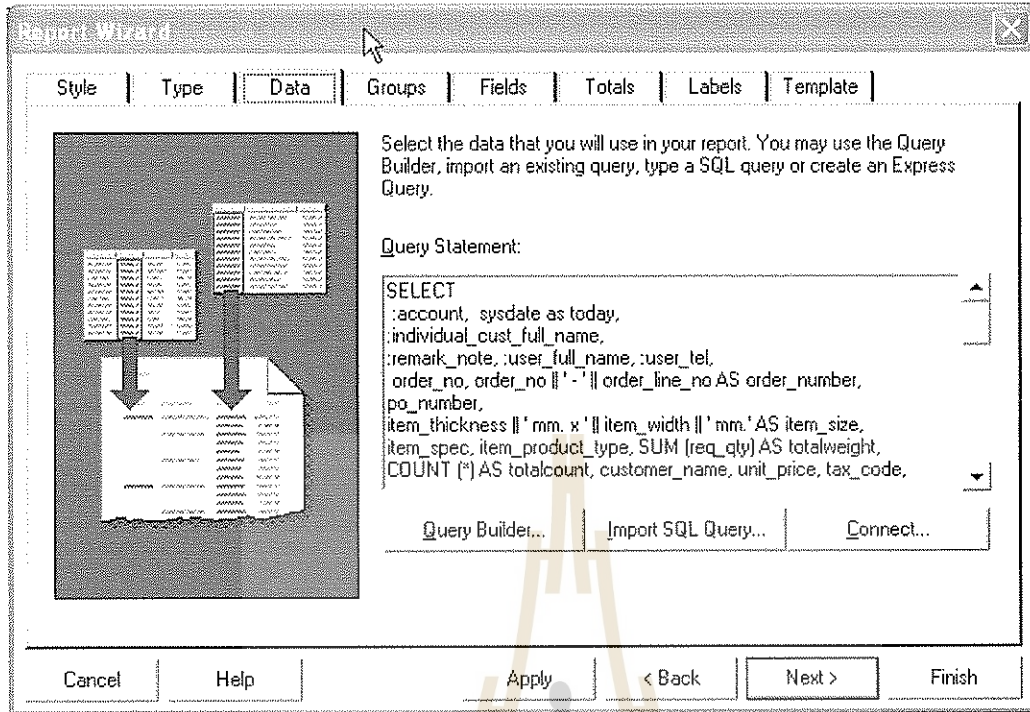 Report Wizard
Style Type Data Groups Fields Totals Labels Template
Select the data that you will use in your report. You may use the Query
Builder, import an existing query, type a SQL query or create an Express
Query.
Query Statement:
SELECT
:account, sysdate as today,
:individual_cust_full_name,
:remark_note, :user_full_name, :user_tel,
order_no, order_no || ' - ' || order_line_no AS order_number,
po_number,
item_thickness || ' mm. x ' || item_width || ' mm.' AS item_size,
item_spec, item_product_type, SUM (req_qty) AS totalweight,
COUNT (*) AS totalcount, customer_name, unit_price, tax_code,
Query Builder... Import SQL Query... Connect...
Cancel Help Apply < Back Next > Finish